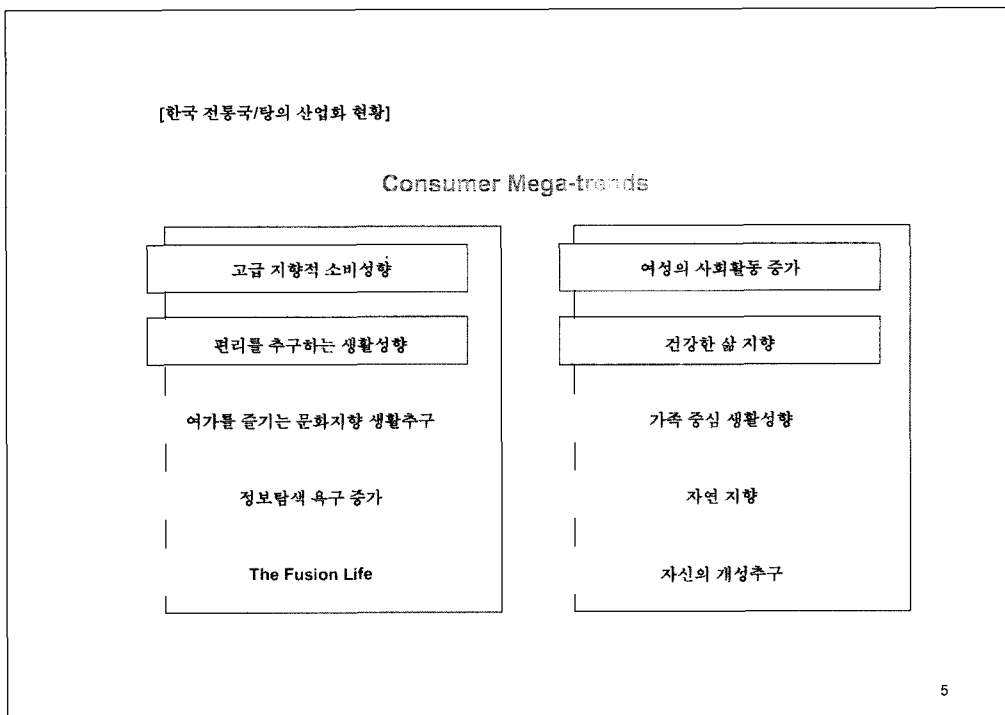 [한국 전통국/탕의 산업화 현황]
Consumer Mega-trends
고급 지향적 소비성향
편리를 추구하는 생활성향
여가를 즐기는 문화지향 생활추구
정보탐색 욕구 증가
The Fusion Life
여성의 사회활동 증가
건강한 삶 지향
가족 중심 생활성향
자연 지향
자신의 개성추구
5